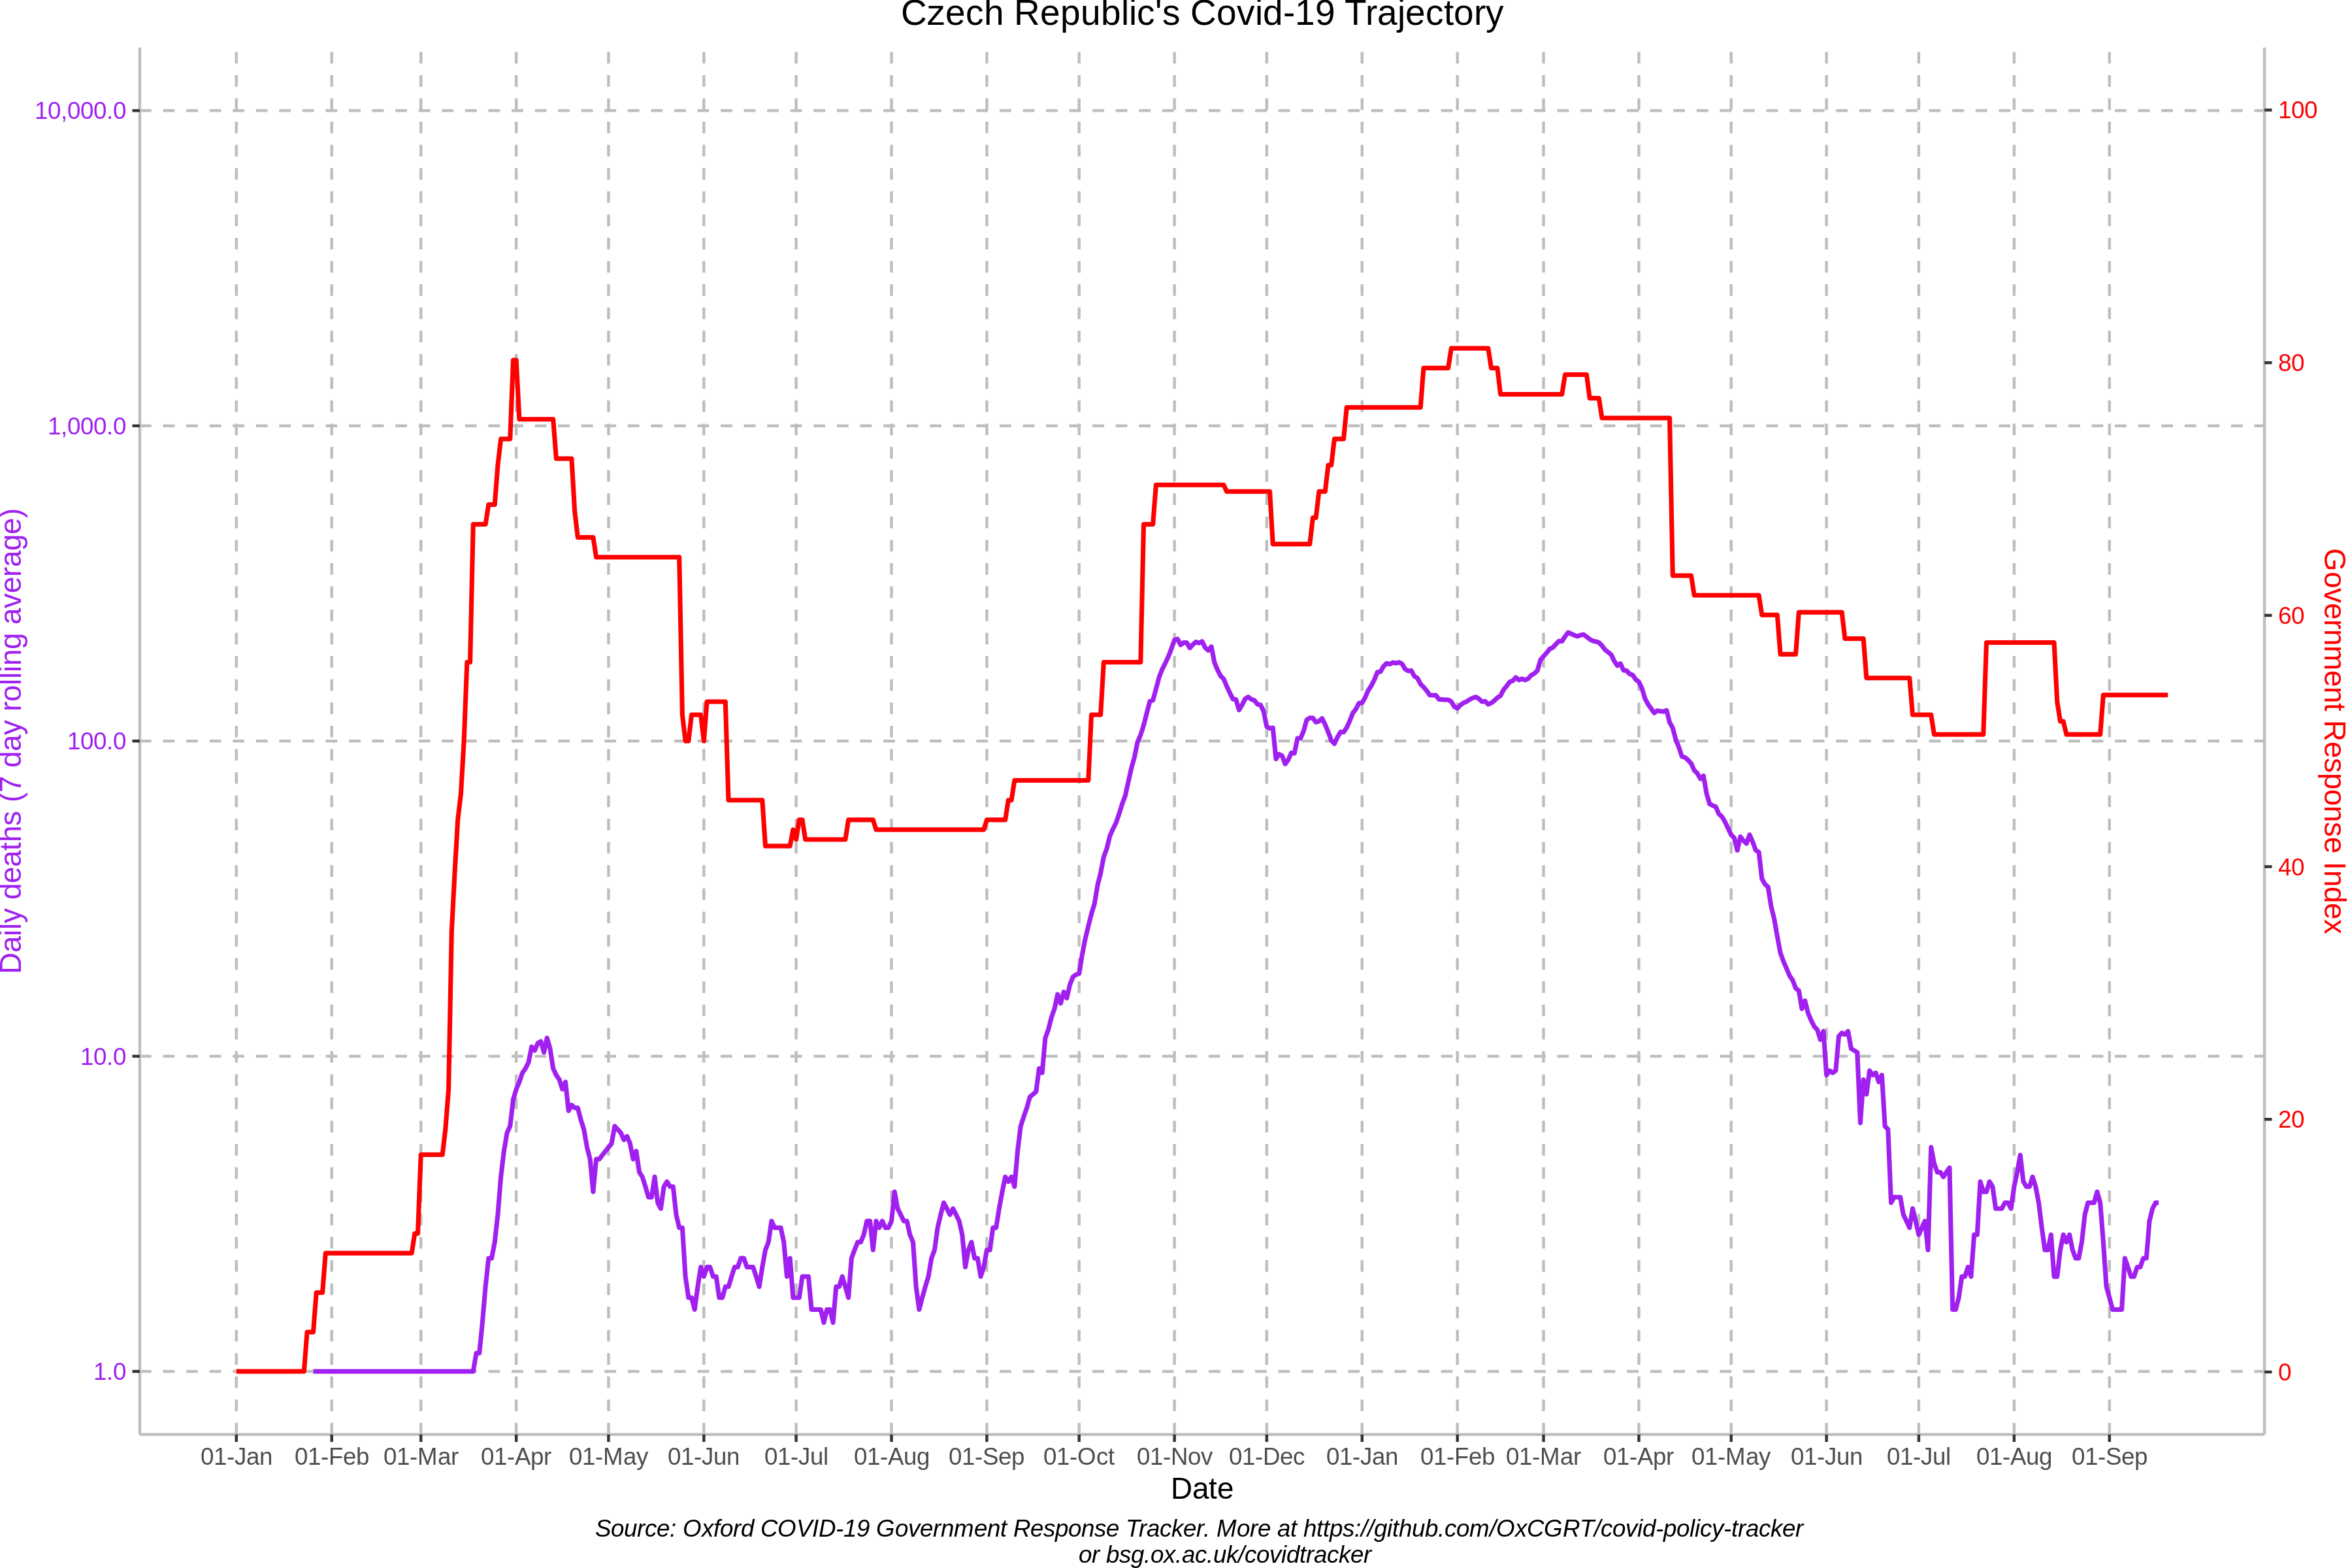 Czech Republic's Covid-19 Trajectory
10,000.0
1,000.0
100.0
10.0
1.0
Daily deaths (7 day rolling average)
100
80
60
40
20
0
Government Response Index
01-Jan 01-Feb 01-Mar 01-Apr 01-May 01-Jun 01-Jul 01-Aug 01-Sep 01-Oct 01-Nov 01-Dec 01-Jan 01-Feb 01-Mar 01-Apr 01-May 01-Jun 01-Jul 01-Aug 01-Sep
Date
Source: Oxford COVID-19 Government Response Tracker. More at https://github.com/OxCGRT/covid-policy-tracker
or bsg.ox.ac.uk/covidtracker